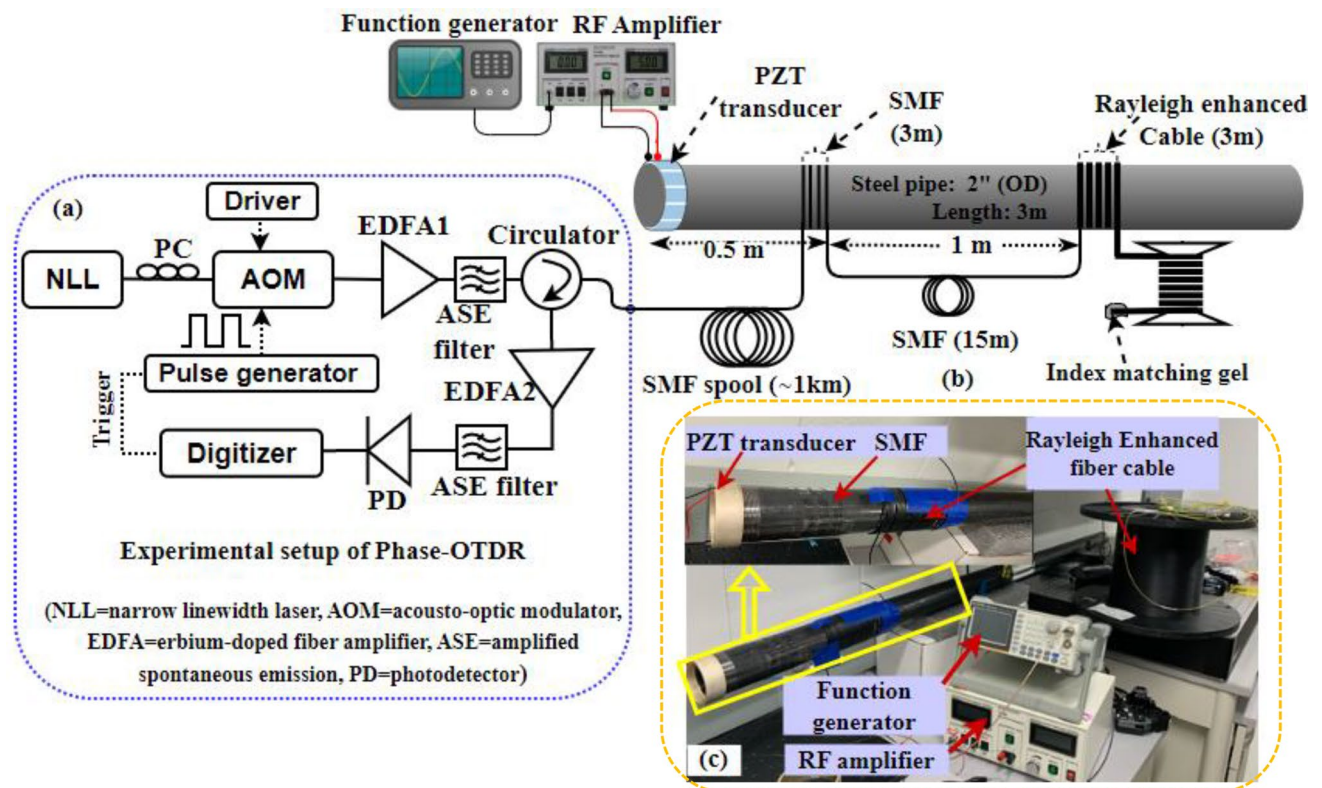 Function generator
RF Amplifier
PZT
transducer
SMF
(3m)
Rayleigh enhanced
Cable (3m)
Steel pipe: 2" (OD)
Length: 3m
0.5 m
1 m
SMF (15m)
(b)
SMF spool (~1km)
Index matching gel
(a)
Driver
EDFA1
Circulator
PC
NLL
AOM
ASE
filter
Pulse generator
EDFA2
Trigger
Digitizer
PD
ASE filter
Experimental setup of Phase-OTDR
(NLL=narrow linewidth laser, AOM=acousto-optic modulator,
EDFA=erbium-doped fiber amplifier, ASE=amplified
spontaneous emission, PD=photodetector)
PZT transducer
SMF
Rayleigh Enhanced
fiber cable
Function
generator
RF amplifier
(c)